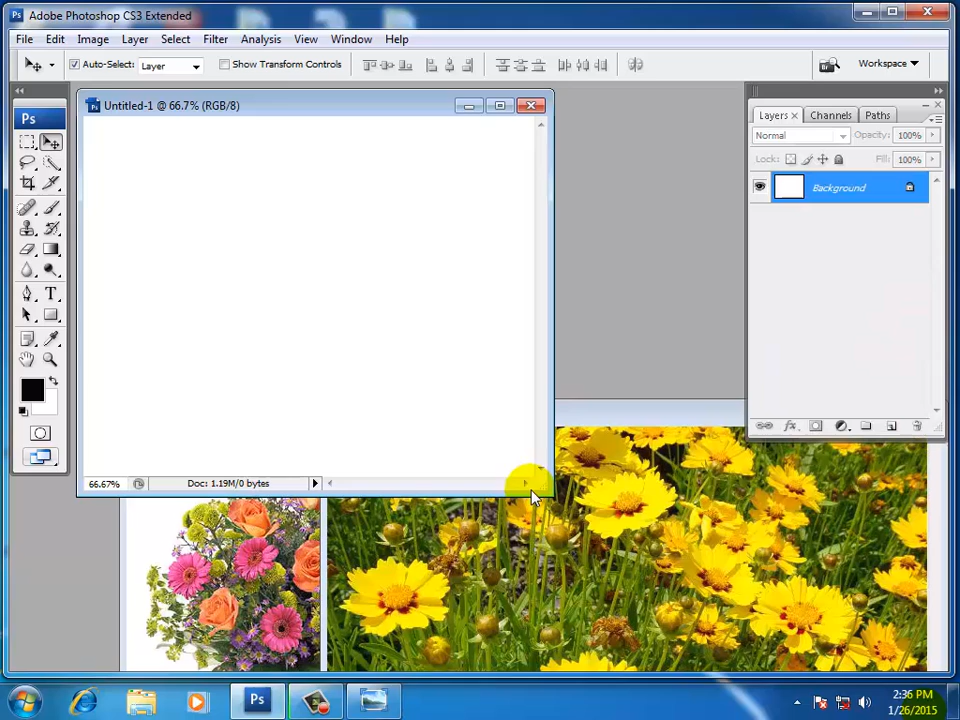 Ps Adobe Photoshop CS3 Extended
File Edit Image Layer Select Filter Analysis View Window Help
Auto-Select: Layer Show Transform Controls Workspace
Ps
Untitled-1 @ 66.7% (RGB/8)
Layers × Channels Paths
Normal Opacity: 100%
Lock: Fill: 100%
Background
T
66.67% Doc: 1.19M/0 bytes
Ps
2:36 PM
1/26/2015